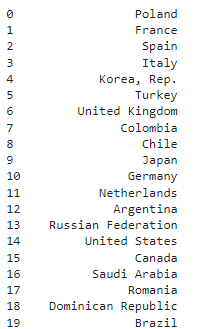 0 Poland
1 France
2 Spain
3 Italy
4 Korea, Rep.
5 Turkey
6 United Kingdom
7 Colombia
8 Chile
9 Japan
10 Germany
11 Netherlands
12 Argentina
13 Russian Federation
14 United States
15 Canada
16 Saudi Arabia
17 Romania
18 Dominican Republic
19 Brazil